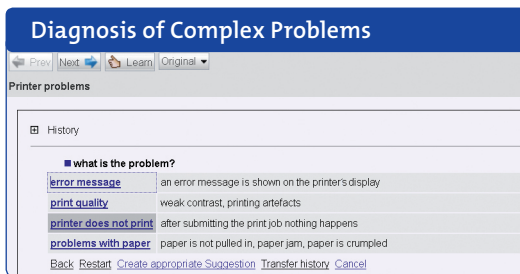 Diagnosis of Complex Problems
Prev Next Learn Original
Printer problems
History
what is the problem?
error message an error message is shown on the printer's display
print quality weak contrast, printing artefacts
printer does not print after submitting the print job nothing happens
problems with paper paper is not pulled in, paper jam, paper is crumpled
Back Restart Create appropriate Suggestion Transfer history Cancel